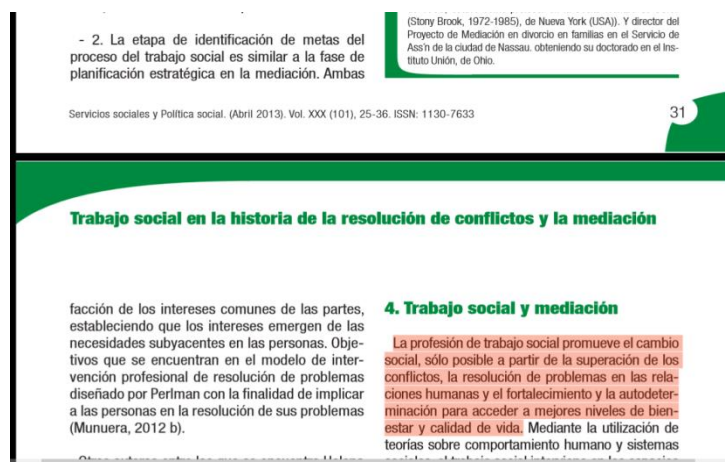 (Stony Brook, 1972-1985), de Nueva York (USA)). Y director del
Proyecto de Mediación en divorcio en familias en el Servicio de
Ass'n de la ciudad de Nassau. obteniendo su doctorado en el Ins-
tituto Unión, de Ohio.
- 2. La etapa de identificación de metas del
proceso del trabajo social es similar a la fase de
planificación estratégica en la mediación. Ambas
Servicios sociales y Política social. (Abril 2013). Vol. XXX (101), 25-36. ISSN: 1130-7633
31
Trabajo social en la historia de la resolución de conflictos y la mediación
facción de los intereses comunes de las partes,
estableciendo que los intereses emergen de las
necesidades subyacentes en las personas. Obje-
tivos que se encuentran en el modelo de inter-
vención profesional de resolución de problemas
diseñado por Perlman con la finalidad de implicar
a las personas en la resolución de sus problemas
(Munuera, 2012 b).
4. Trabajo social y mediación
La profesión de trabajo social promueve el cambio
social, sólo posible a partir de la superación de los
conflictos, la resolución de problemas en las rela-
ciones humanas y el fortalecimiento y la autodeter-
minación para acceder a mejores niveles de bien-
estar y calidad de vida. Mediante la utilización de
teorías sobre comportamiento humano y sistemas